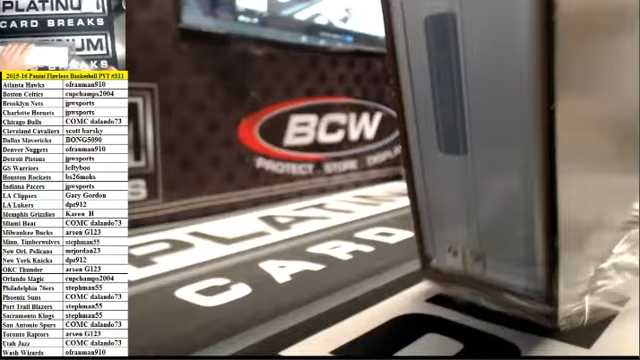 PLATINUM
CARD BREAKS
2015-16 Panini Flawless Basketball PYT #311
Atlanta Hawks ofranman910
Boston Celtics cupchamps2004
Brooklyn Nets jpwsports
Charlotte Hornets jpwsports
Chicago Bulls COMC dalando73
Cleveland Cavaliers scott barsky
Dallas Mavericks BONG5090
Denver Nuggets ofranman910
Detroit Pistons jpwsports
GS Warriors leftyboo
Houston Rockets bs26moks
Indiana Pacers jpwsports
LA Clippers Gary Gordon
LA Lakers dpz912
Memphis Grizzlies Karen H
Miami Heat COMC dalando73
Milwaukee Bucks arsen G123
Minn. Timberwolves stephman55
New Orl. Pelicans mrjordan23
New York Knicks dpz912
OKC Thunder arsen G123
Orlando Magic cupchamps2004
Philadelphia 76ers stephman55
Phoenix Suns COMC dalando73
Port Trail Blazers stephman55
Sacramento Kings stephman55
San Antonio Spurs COMC dalando73
Toronto Raptors arsen G123
Utah Jazz COMC dalando73
Wash Wizards ofranman910
BCW
PROTECT · STORE · DISPLAY
PLATINU
CARD